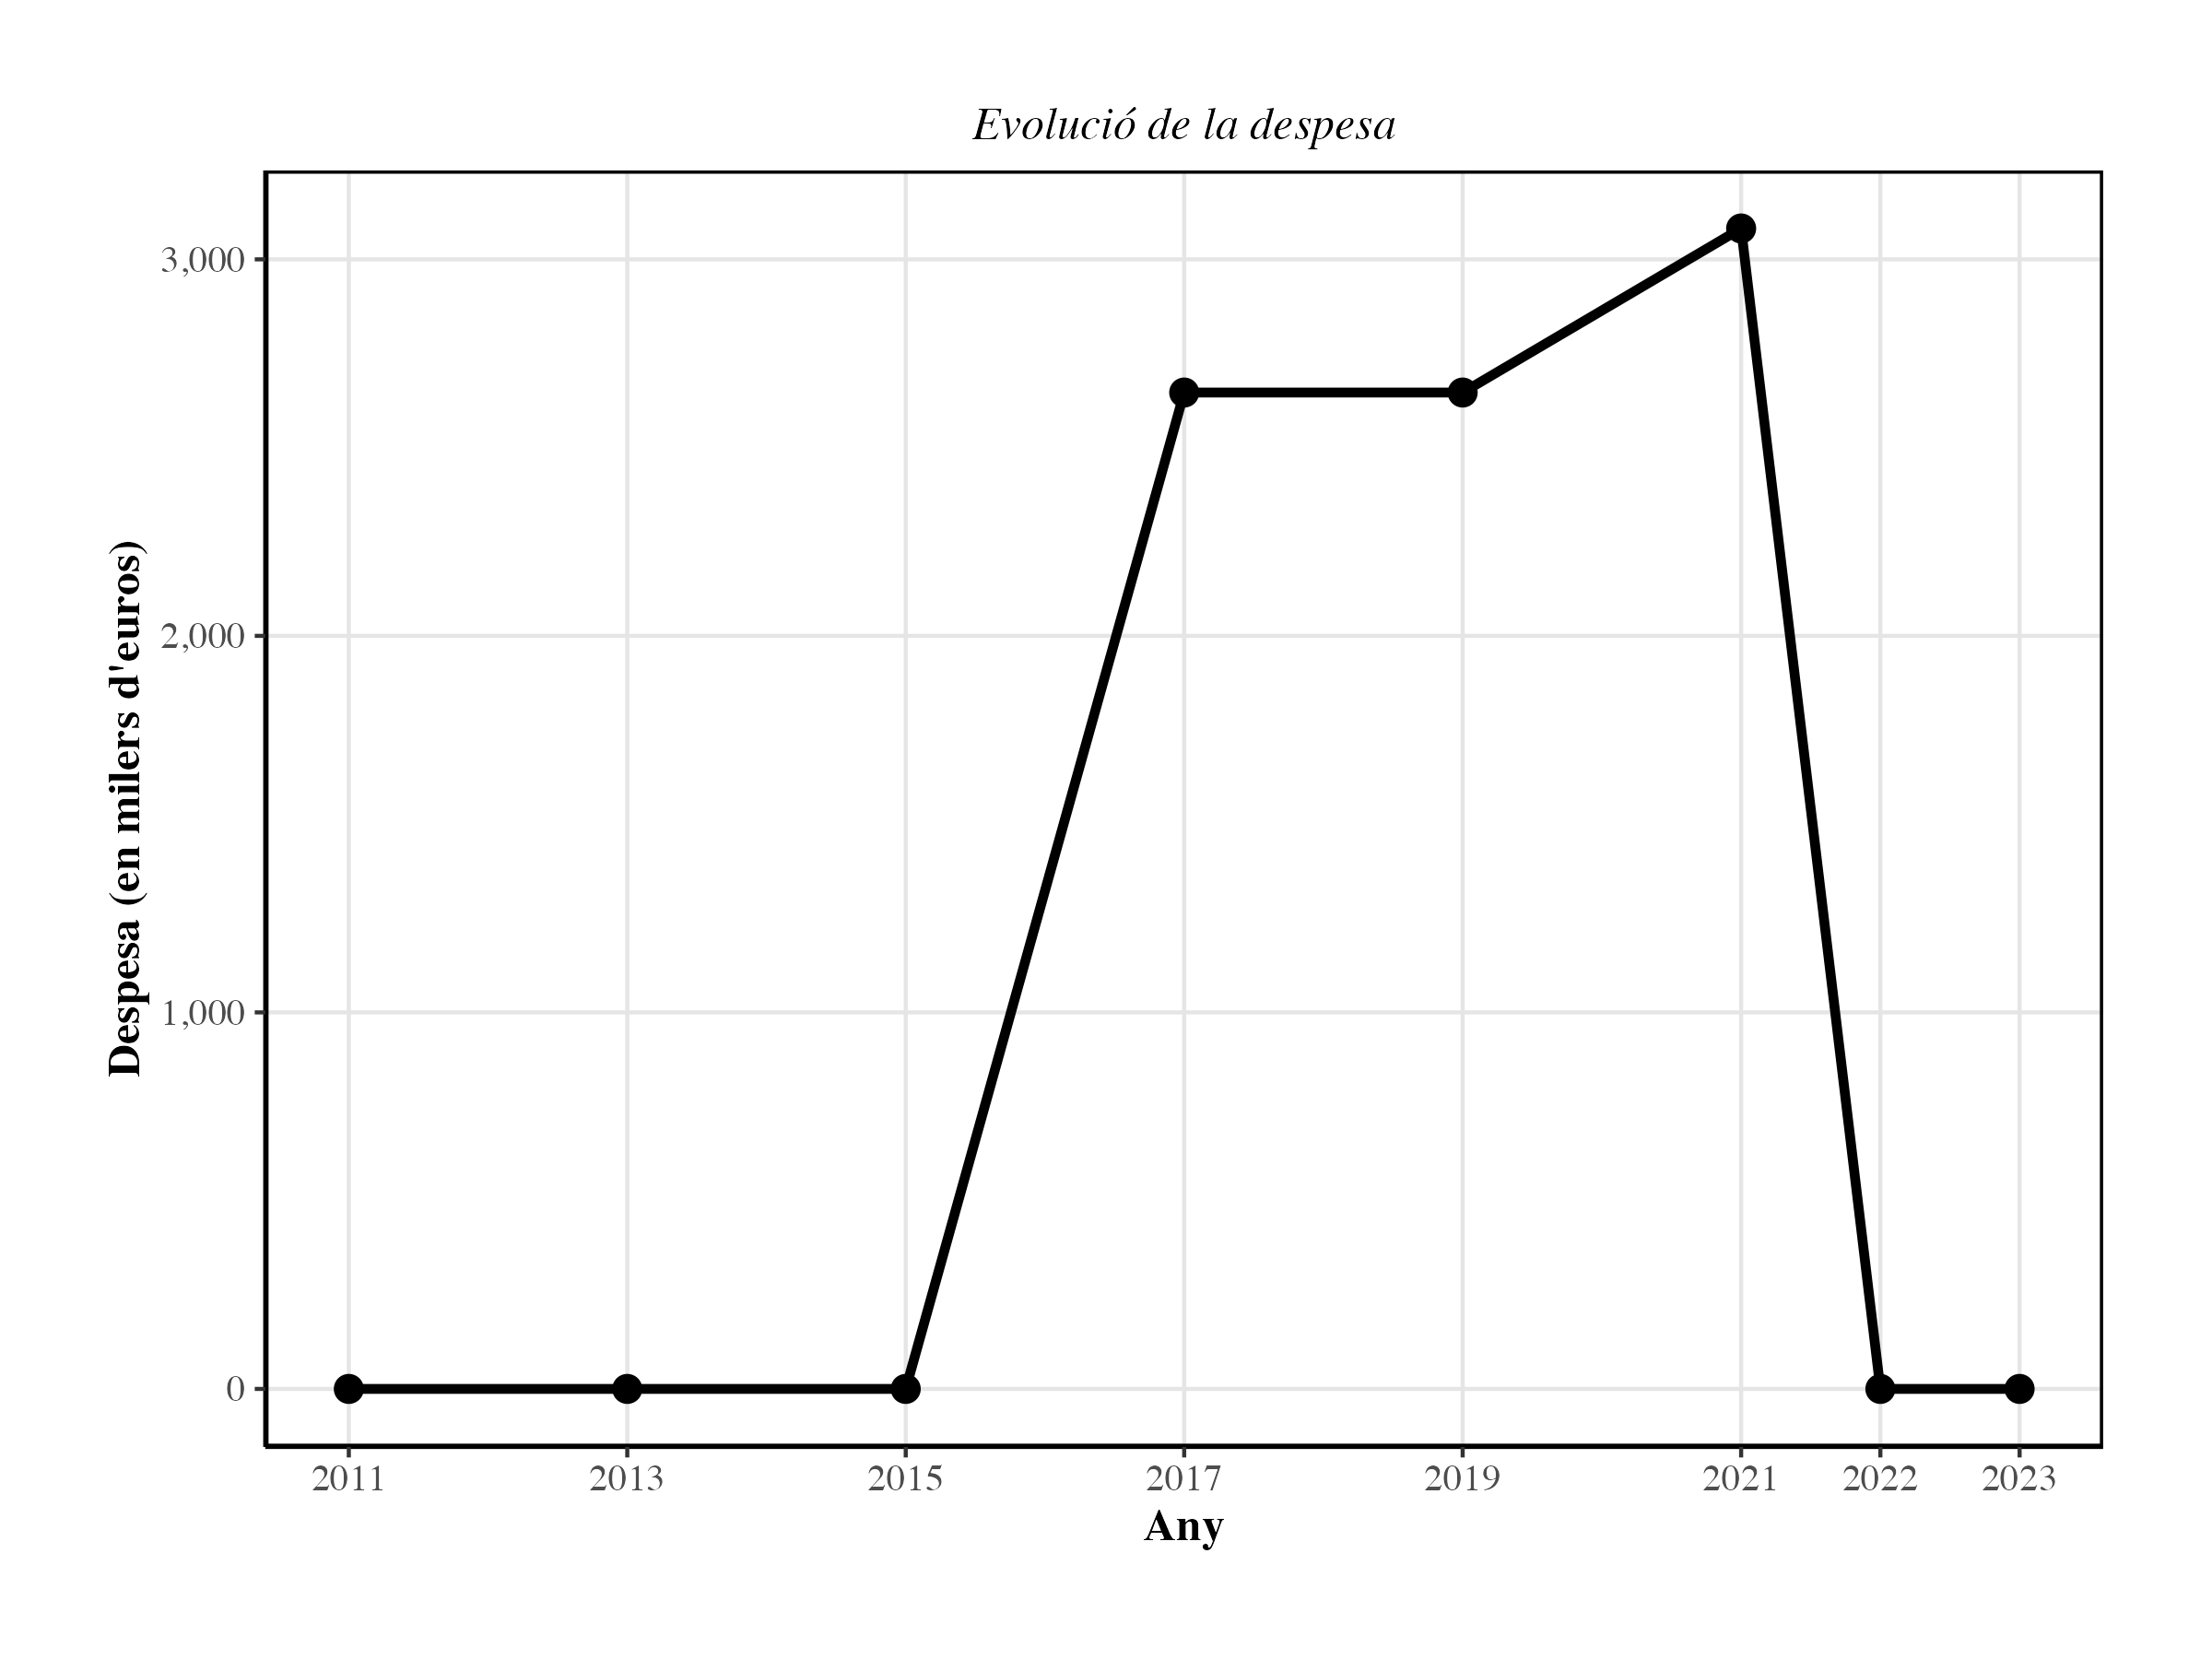 Evolució de la despesa
Despesa (en milers d'euros)
3,000
2,000
1,000
0
2011 2013 2015 2017 2019 2021 2022 2023
Any